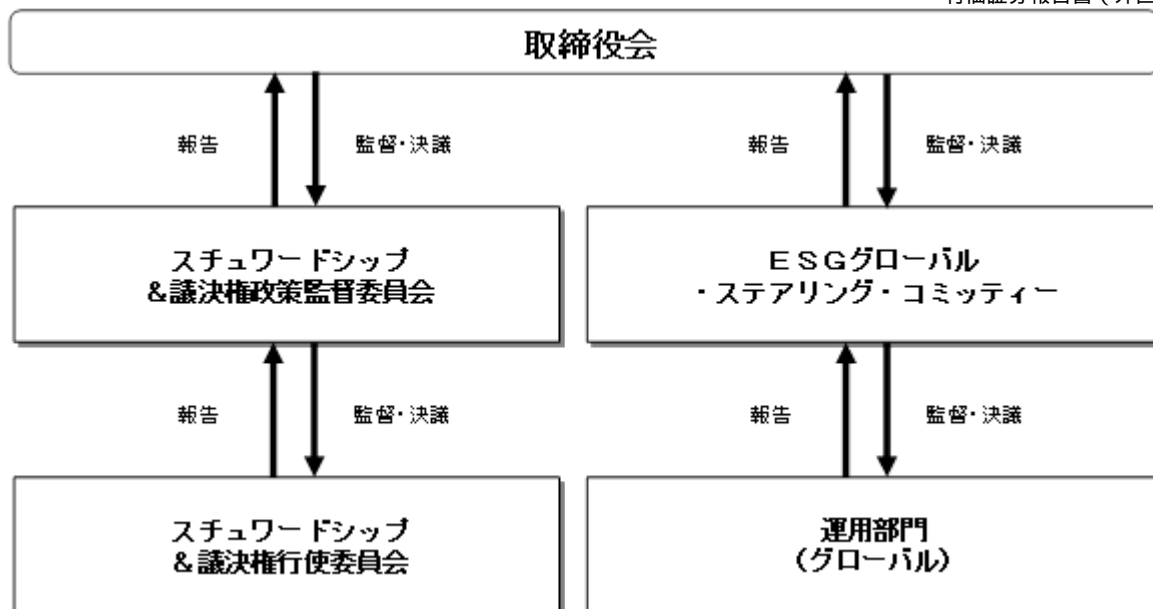 取締役会
報告
監督・決議
報告
監督・決議
スチュワードシップ
&議決権政策監督委員会
ESGグローバル
・ステアリング・コミッティー
報告
監督・決議
報告
監督・決議
スチュワードシップ
&議決権行使委員会
運用部門
(グローバル)